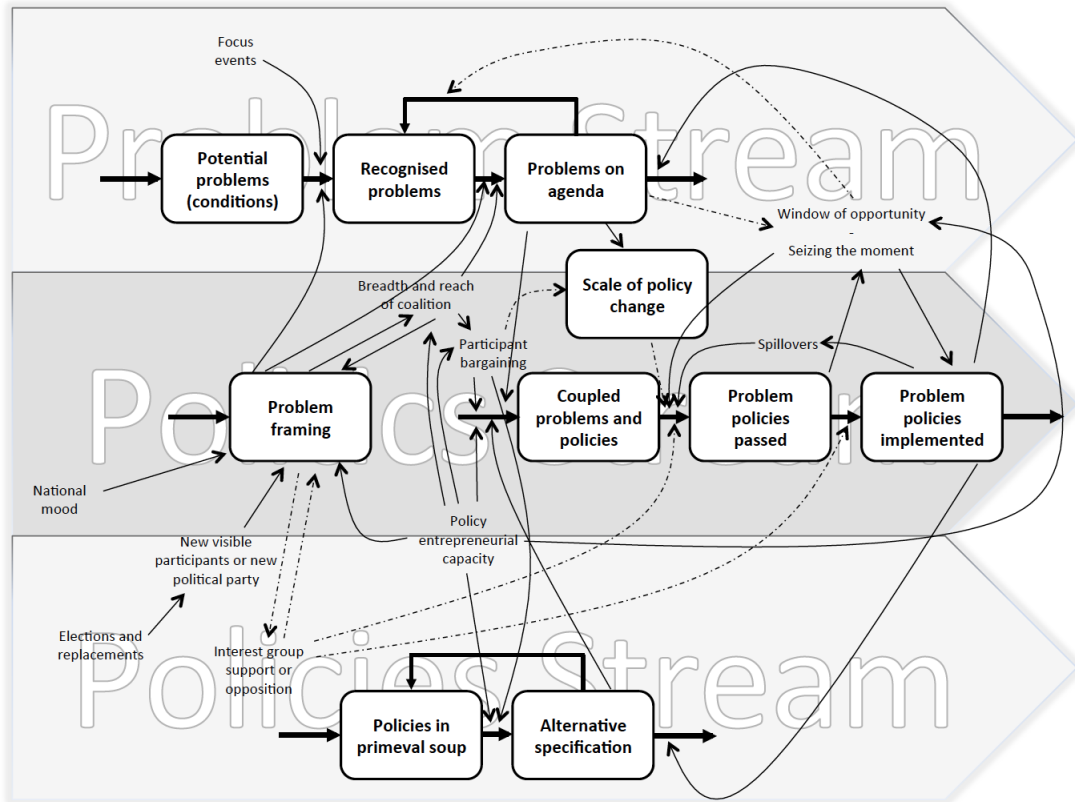 Problem Stream
Focus
events
Potential
problems
(conditions)
Recognised
problems
Problems on
agenda
Window of opportunity
-
Seizing the moment
Politics Stream
Scale of policy
change
Breadth and reach
of coalition
Participant
bargaining
Spillovers
Problem
framing
Coupled
problems and
policies
Problem
policies
passed
Problem
policies
implemented
National
mood
Policies Stream
New visible
participants or new
political party
Policy
entrepreneurial
capacity
Elections and
replacements
Interest group
support or
opposition
Policies in
primeval soup
Alternative
specification